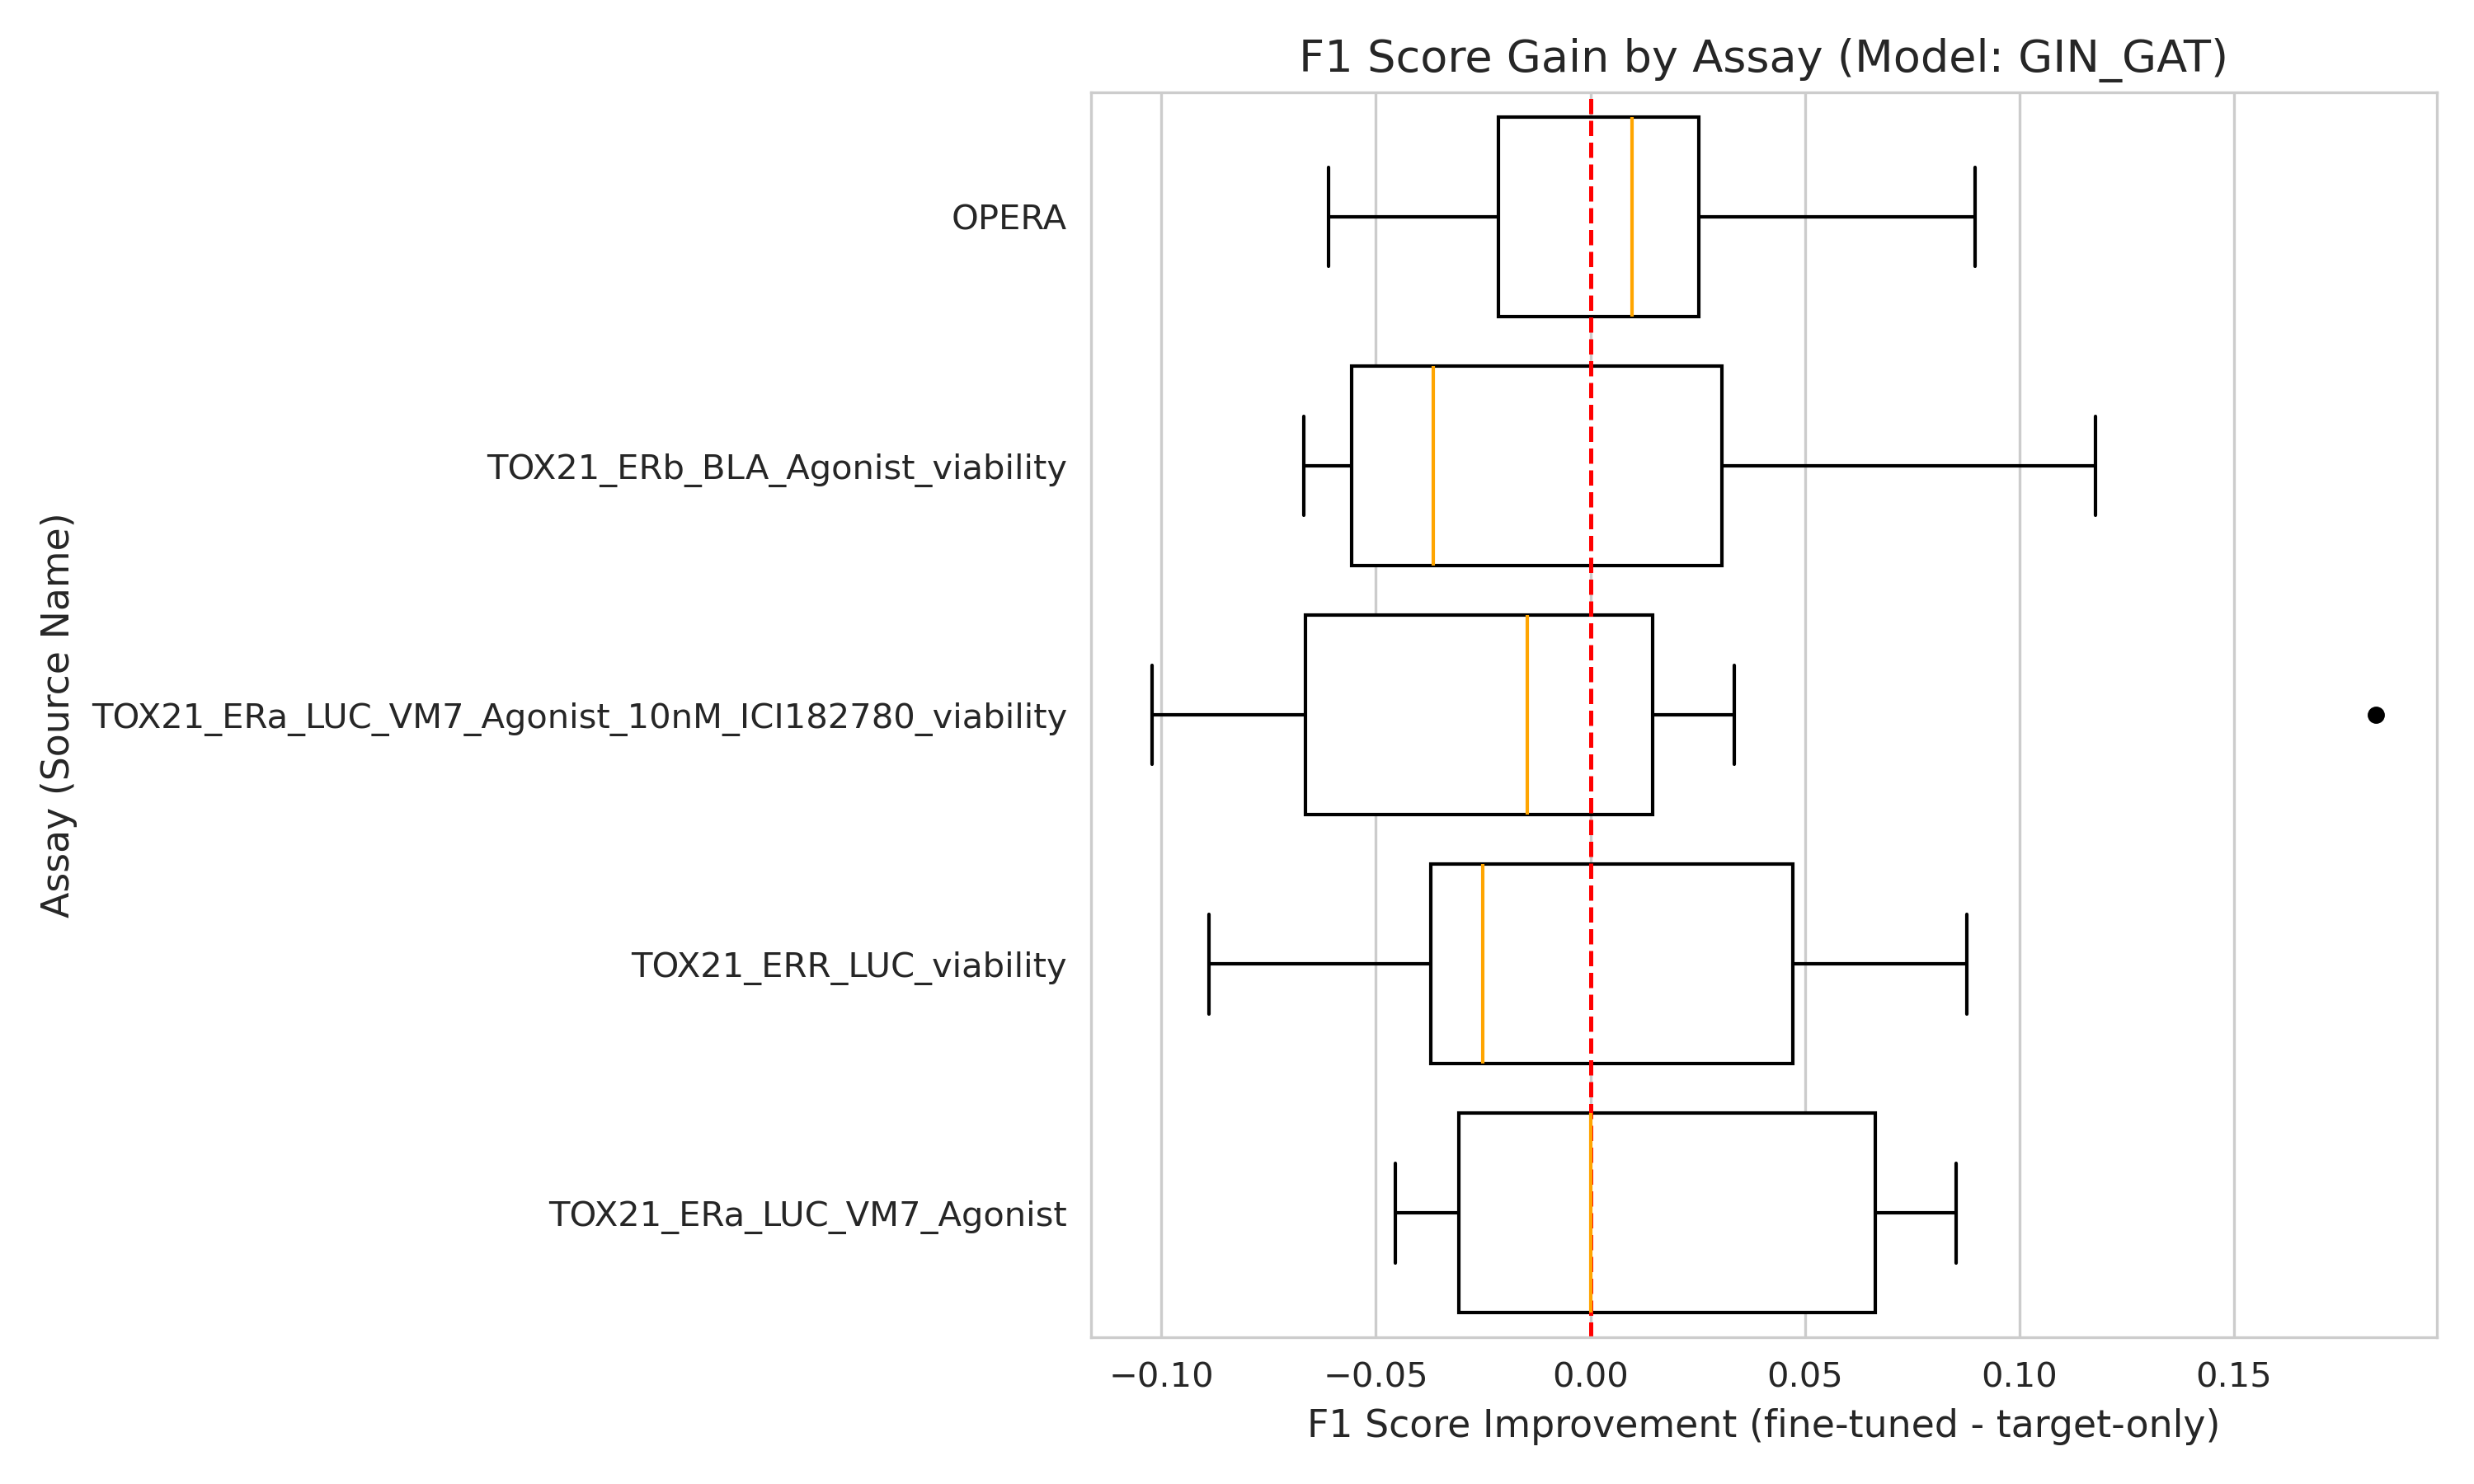 F1 Score Gain by Assay (Model: GIN_GAT)
Assay (Source Name)
OPERA
TOX21_ERb_BLA_Agonist_viability
TOX21_ERa_LUC_VM7_Agonist_10nM_ICI182780_viability
TOX21_ERR_LUC_viability
TOX21_ERa_LUC_VM7_Agonist
−0.10 −0.05 0.00 0.05 0.10 0.15
F1 Score Improvement (fine-tuned - target-only)